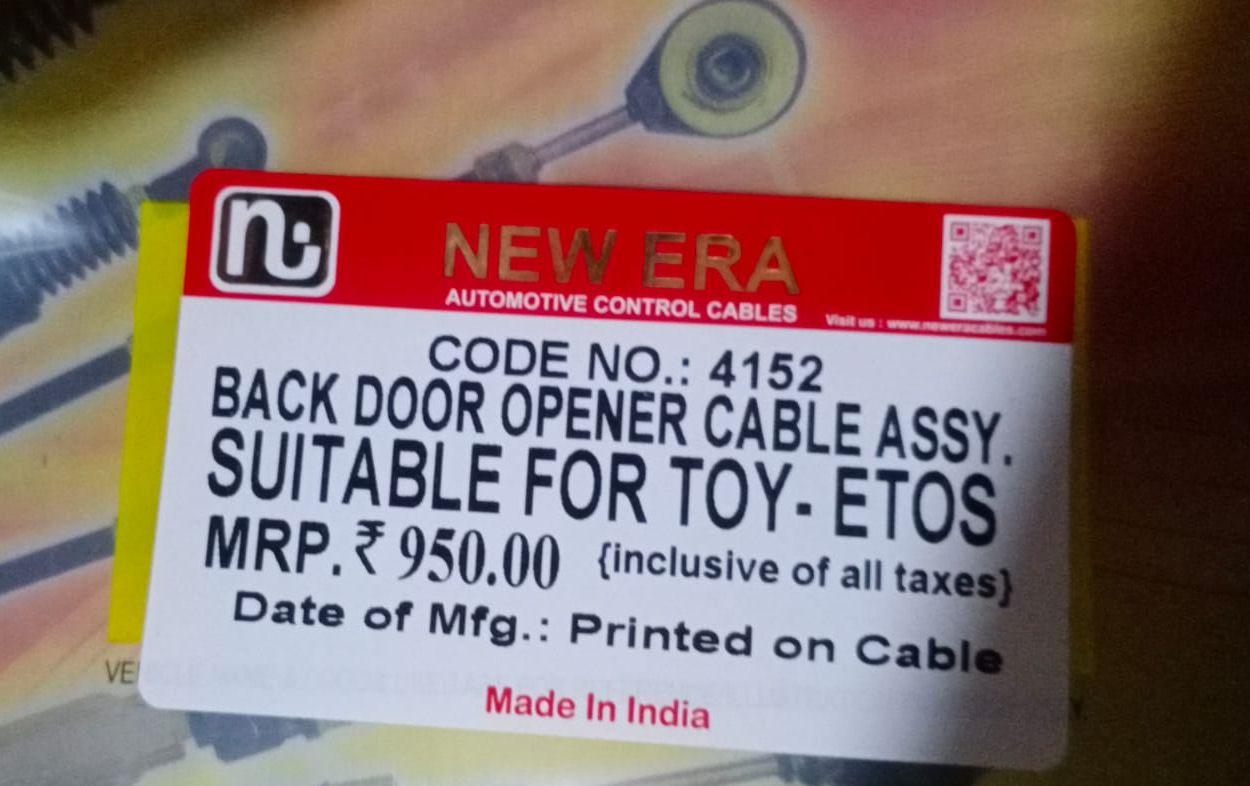 NEW ERA
AUTOMOTIVE CONTROL CABLES
Visit us : www.neweracables.com
CODE NO.: 4152
BACK DOOR OPENER CABLE ASSY.
SUITABLE FOR TOY- ETOS
MRP.₹ 950.00 {inclusive of all taxes}
Date of Mfg.: Printed on Cable
Made In India